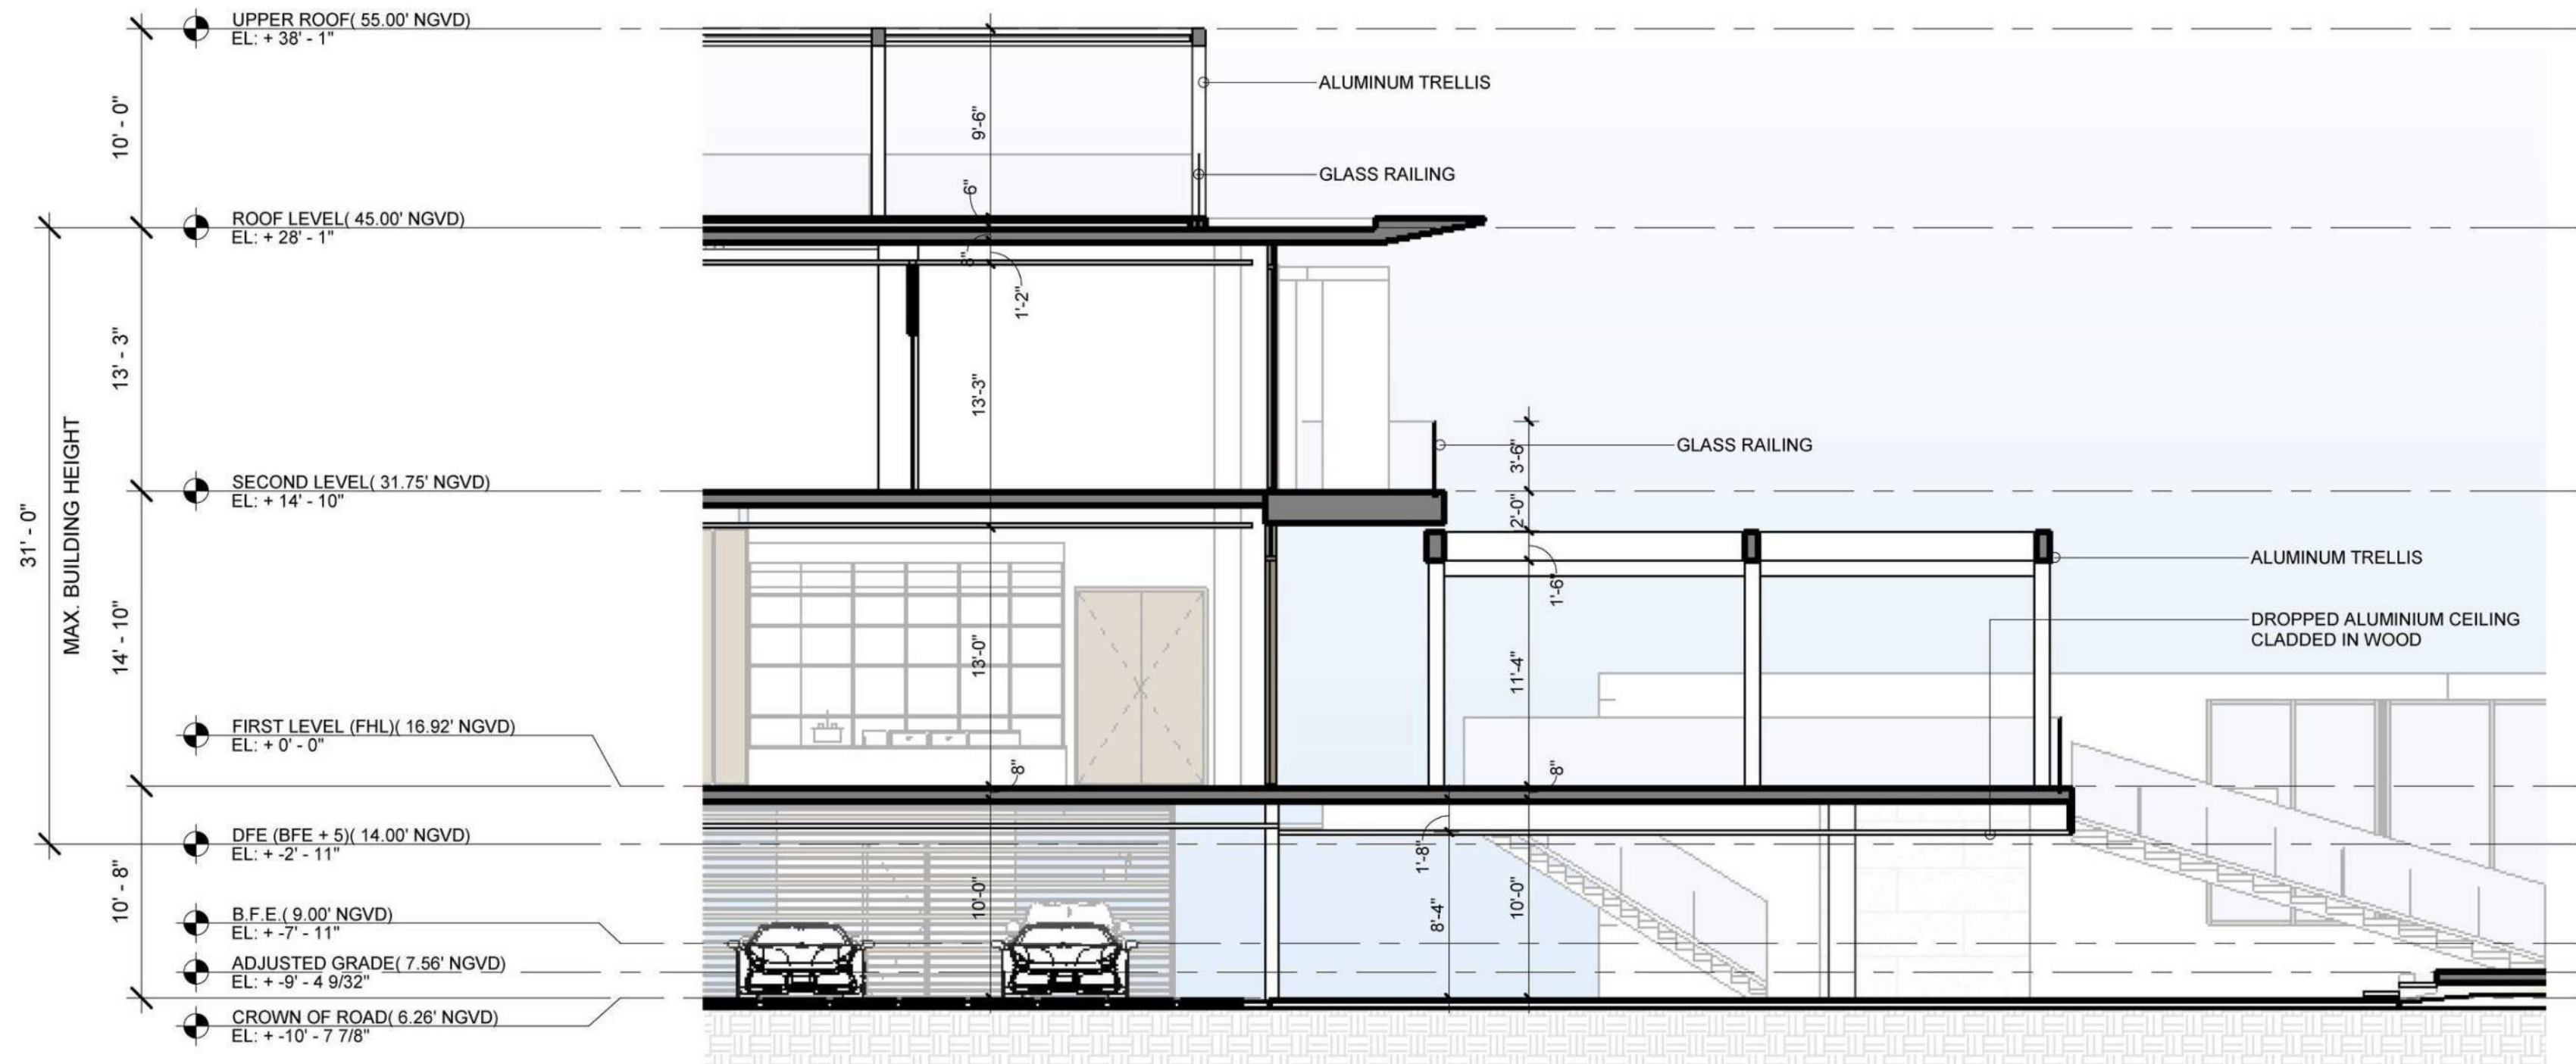 UPPER ROOF( 55.00' NGVD)
EL: + 38' - 1"
ROOF LEVEL( 45.00' NGVD)
EL: + 28' - 1"
SECOND LEVEL( 31.75' NGVD)
EL: + 14' - 10"
FIRST LEVEL (FHL)( 16.92' NGVD)
EL: + 0' - 0"
DFE (BFE + 5)( 14.00' NGVD)
EL: + -2' - 11"
B.F.E.( 9.00' NGVD)
EL: + -7' - 11"
ADJUSTED GRADE( 7.56' NGVD)
EL: + -9' - 4 9/32"
CROWN OF ROAD( 6.26' NGVD)
EL: + -10' - 7 7/8"
10' - 0"
13' - 3"
14' - 10"
10' - 8"
31' - 0"
MAX. BUILDING HEIGHT
9'-6"
6"
1'-2"
13'-3"
13'-0"
8"
10'-0"
ALUMINUM TRELLIS
GLASS RAILING
GLASS RAILING
3'-6"
2'-0"
1'-6"
11'-4"
8"
1'-8"
8'-4"
10'-0"
ALUMINUM TRELLIS
DROPPED ALUMINIUM CEILING
CLADDED IN WOOD